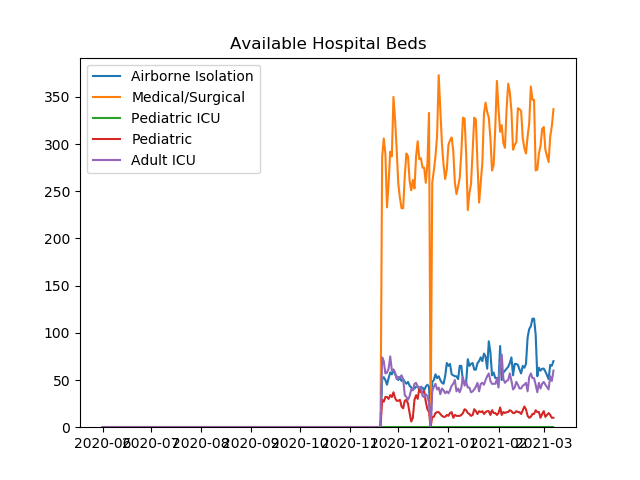 Available Hospital Beds
Airborne Isolation
Medical/Surgical
Pediatric ICU
Pediatric
Adult ICU
350
300
250
200
150
100
50
0
2020-06 2020-07 2020-08 2020-09 2020-10 2020-11 2020-12 2021-01 2021-02 2021-03